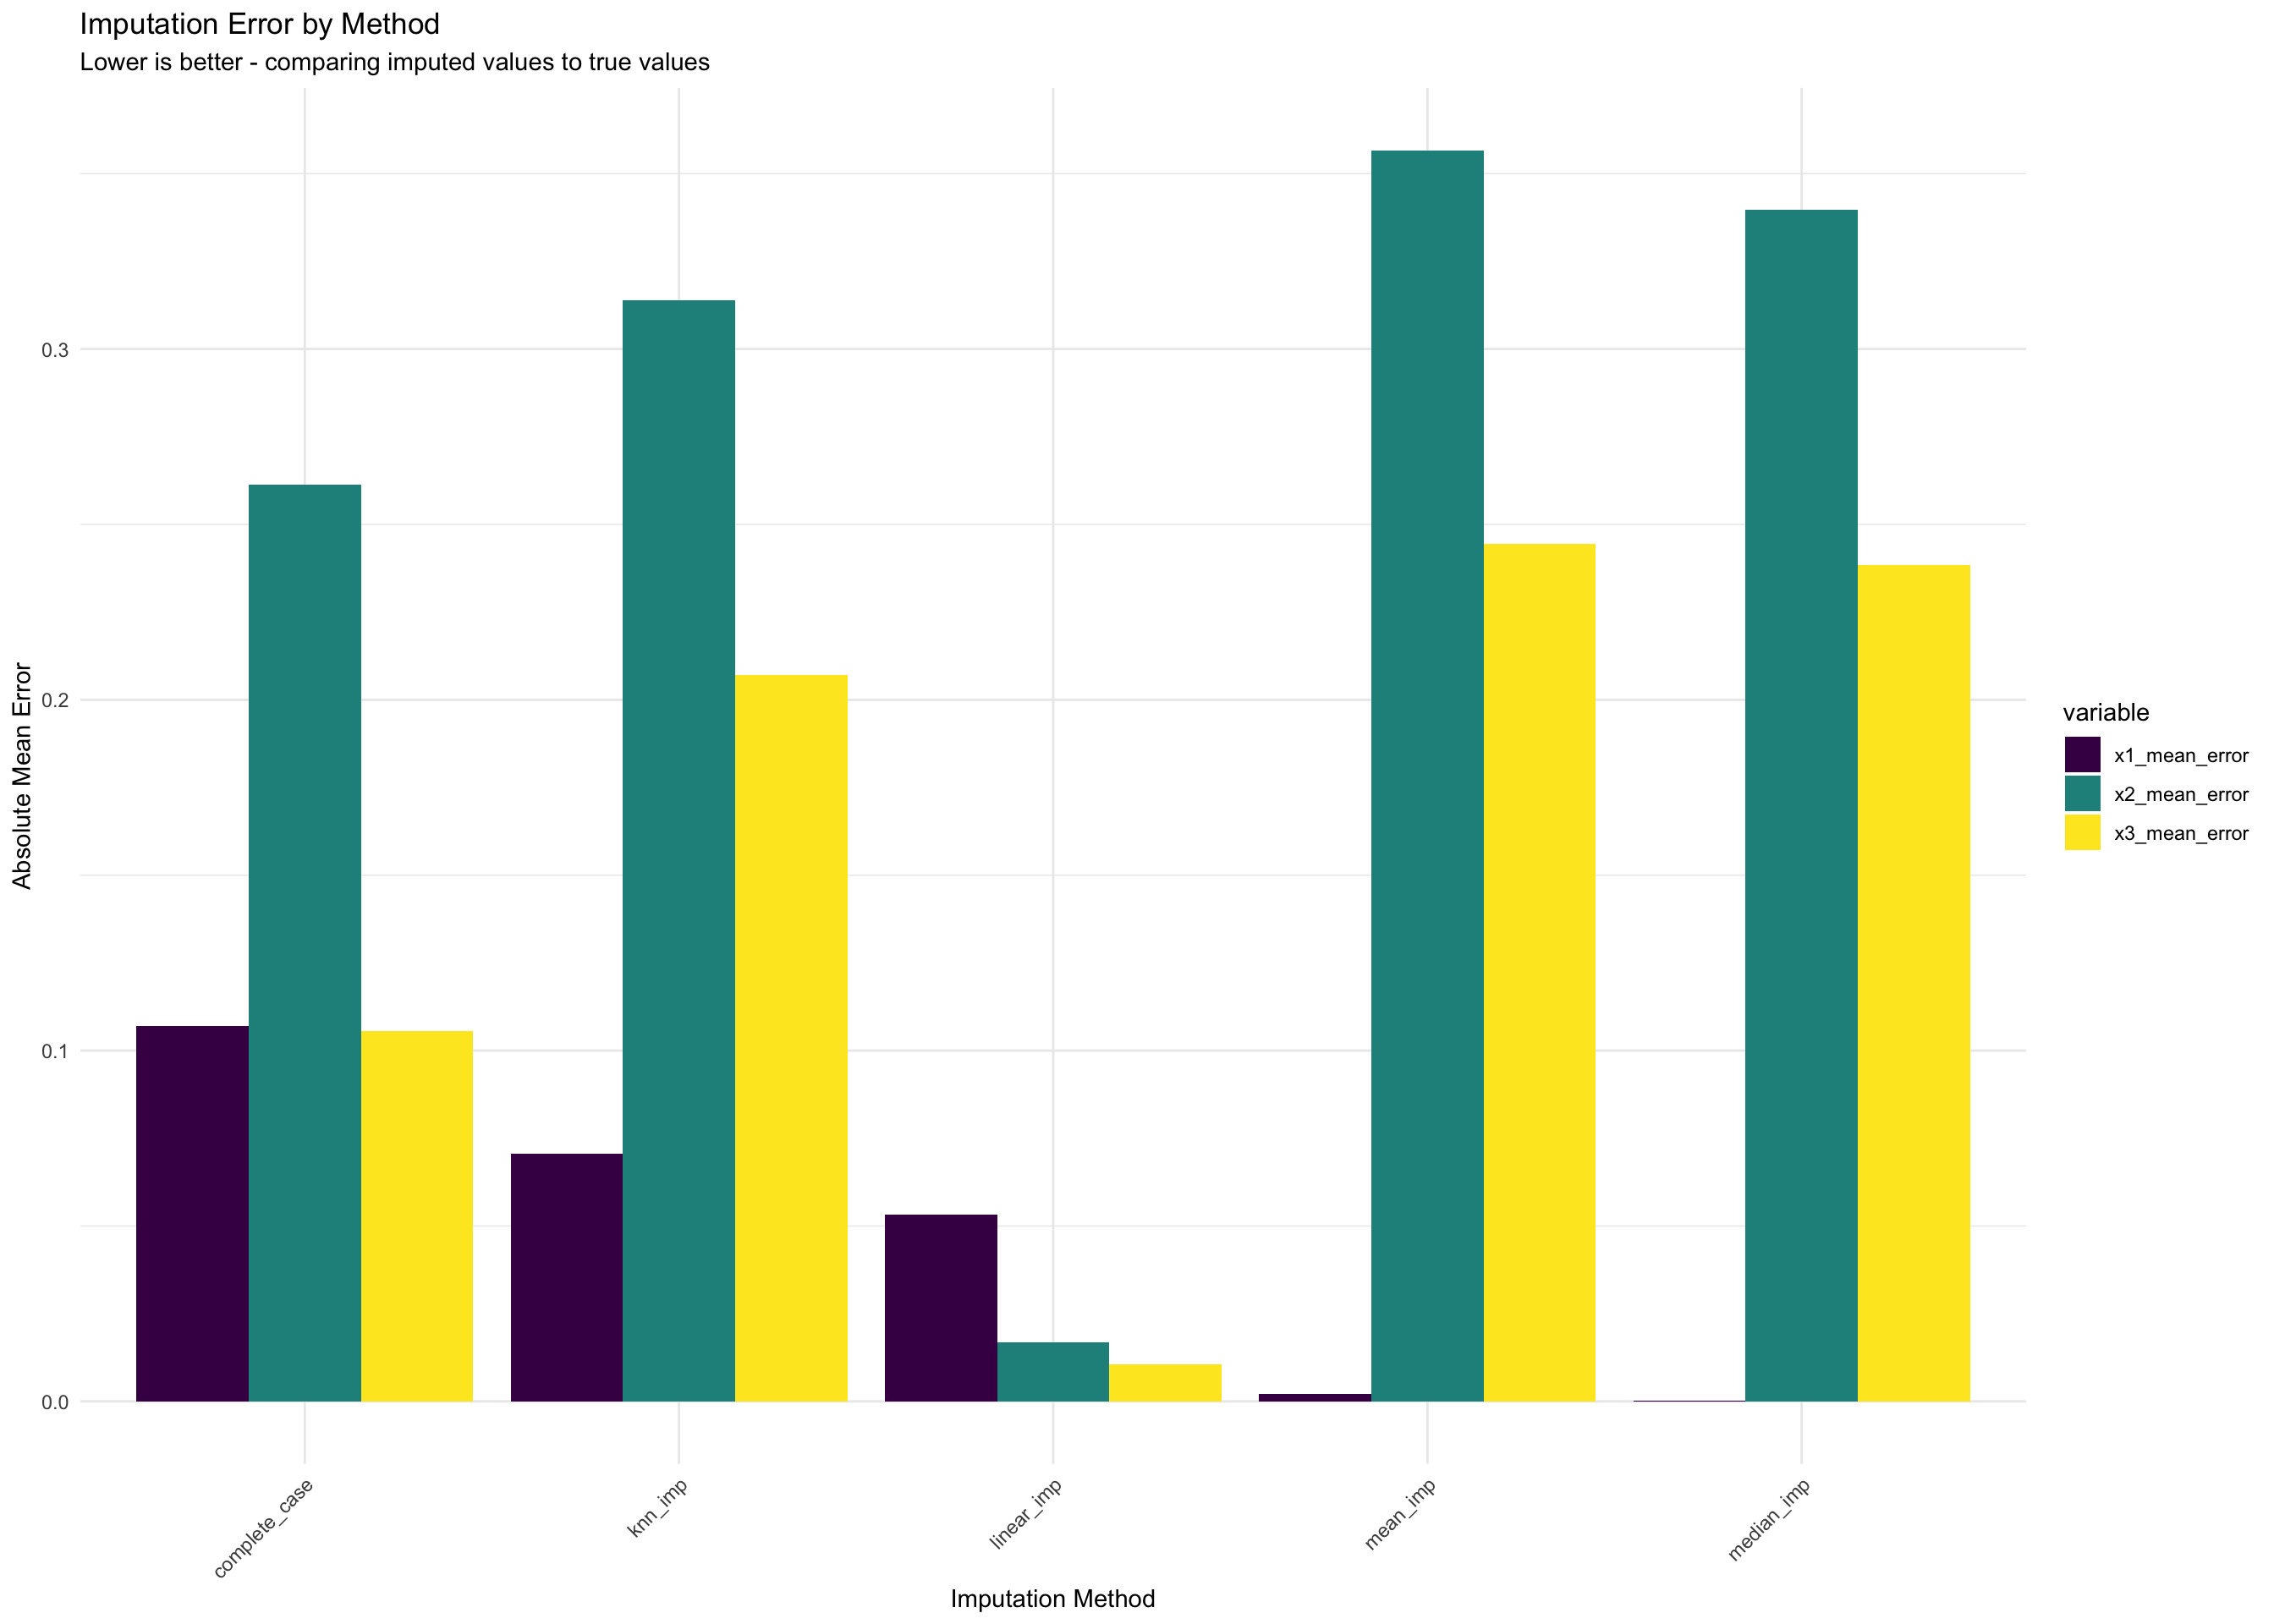 Imputation Error by Method
Lower is better - comparing imputed values to true values
Absolute Mean Error
0.3
0.2
0.1
0.0
complete_case
knn_imp
linear_imp
mean_imp
median_imp
Imputation Method
variable
x1_mean_error
x2_mean_error
x3_mean_error